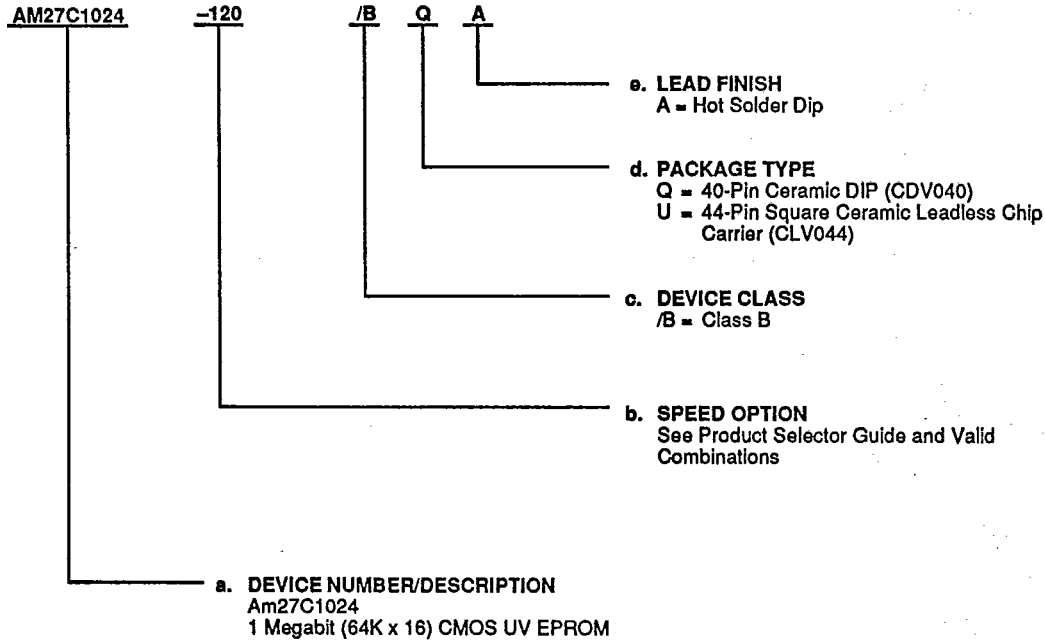 AM27C1024 –120 /B Q A
e. LEAD FINISH
A = Hot Solder Dip
d. PACKAGE TYPE
Q = 40-Pin Ceramic DIP (CDV040)
U = 44-Pin Square Ceramic Leadless Chip
Carrier (CLV044)
c. DEVICE CLASS
/B = Class B
b. SPEED OPTION
See Product Selector Guide and Valid
Combinations
a. DEVICE NUMBER/DESCRIPTION
Am27C1024
1 Megabit (64K x 16) CMOS UV EPROM